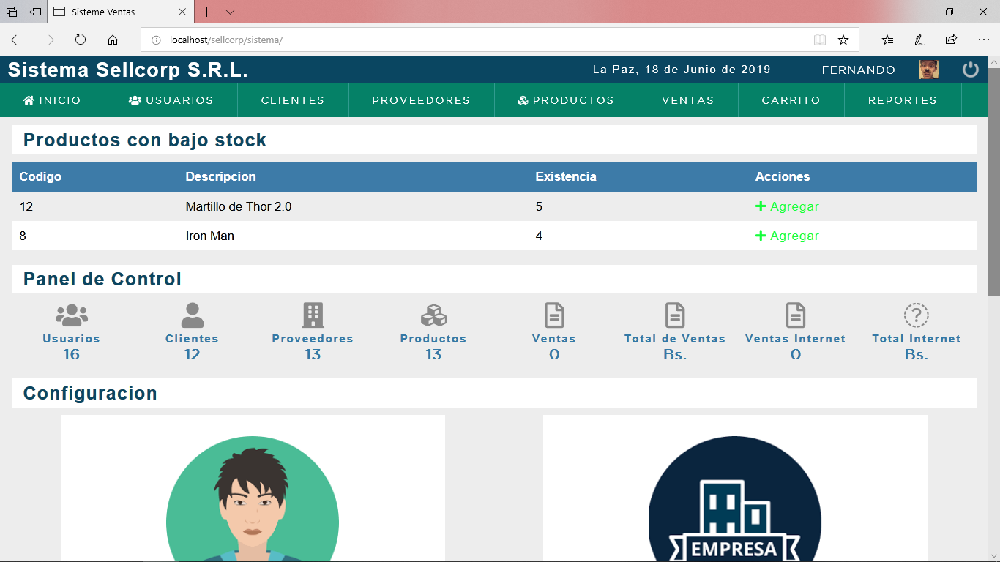 Sisteme Ventas
localhost/sellcorp/sistema/
Sistema Sellcorp S.R.L.
La Paz, 18 de Junio de 2019 | FERNANDO
INICIO USUARIOS CLIENTES PROVEEDORES PRODUCTOS VENTAS CARRITO REPORTES
Productos con bajo stock
Codigo Descripcion Existencia Acciones
12 Martillo de Thor 2.0 5 + Agregar
8 Iron Man 4 + Agregar
Panel de Control
Usuarios Clientes Proveedores Productos Ventas Total de Ventas Ventas Internet Total Internet
16 12 13 13 0 Bs. 0 Bs.
Configuracion
EMPRESA